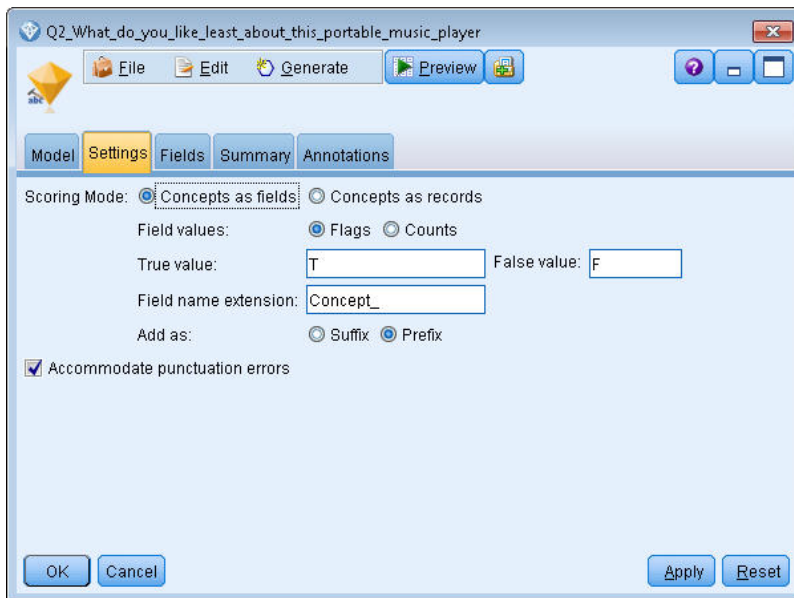 Q2_What_do_you_like_least_about_this_portable_music_player
File Edit Generate Preview
abc
Model Settings Fields Summary Annotations
Scoring Mode: Concepts as fields Concepts as records
Field values: Flags Counts
True value: T False value: F
Field name extension: Concept_
Add as: Suffix Prefix
Accommodate punctuation errors
OK Cancel Apply Reset